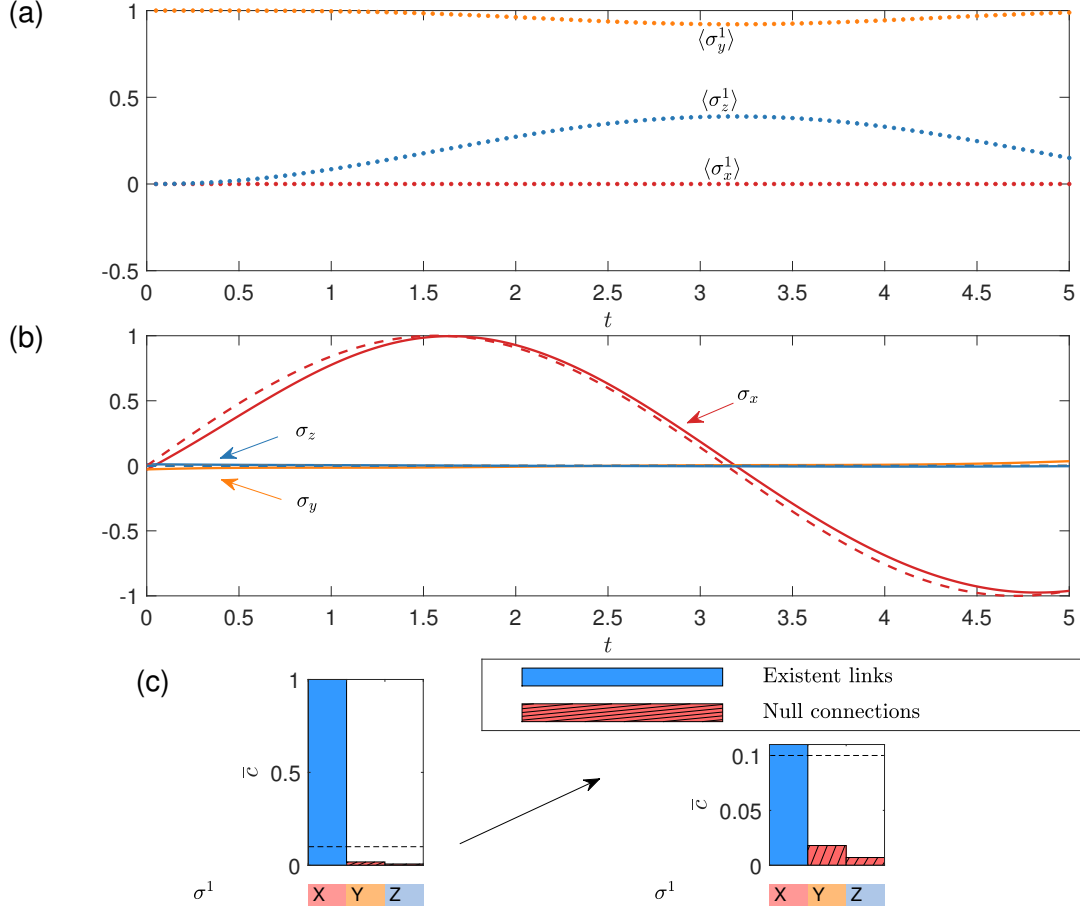 (a)
1
0.5
0
-0.5
⟨σ_y^1⟩
⟨σ_z^1⟩
⟨σ_x^1⟩
0 0.5 1 1.5 2 2.5 3 3.5 4 4.5 5
t
(b)
1
0.5
0
-0.5
-1
σ_x
σ_z
σ_y
0 0.5 1 1.5 2 2.5 3 3.5 4 4.5 5
t
(c)
Existent links
Null connections
1
0.5
0
c̅
σ^1
X Y Z
0.1
0.05
0
c̅
σ^1
X Y Z